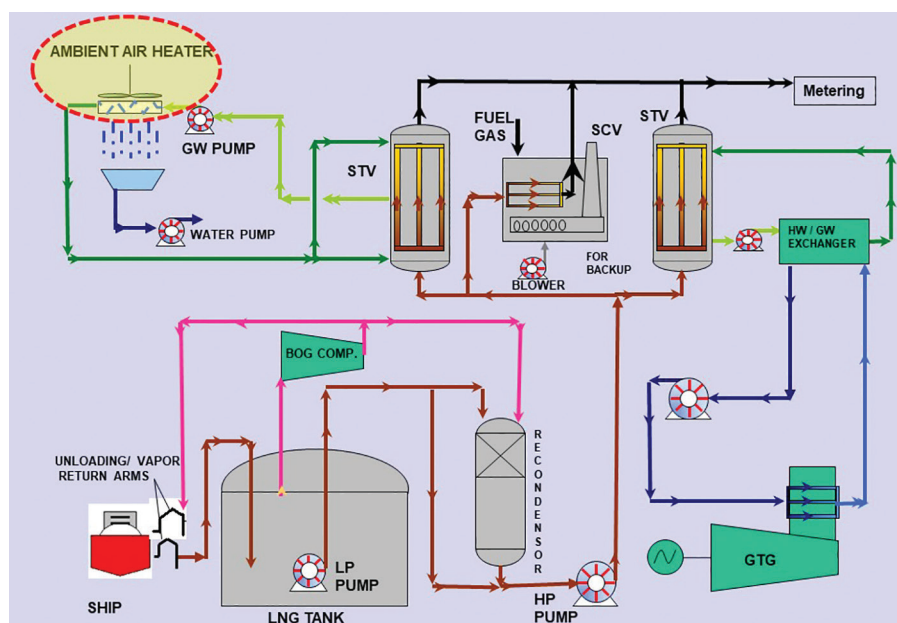 AMBIENT AIR HEATER
GW PUMP
WATER PUMP
STV
FUEL
GAS
SCV
STV
Metering
BLOWER
FOR
BACKUP
HW / GW
EXCHANGER
BOG COMP.
UNLOADING/ VAPOR
RETURN ARMS
SHIP
LP
PUMP
LNG TANK
RECONDENSOR
HP
PUMP
GTG